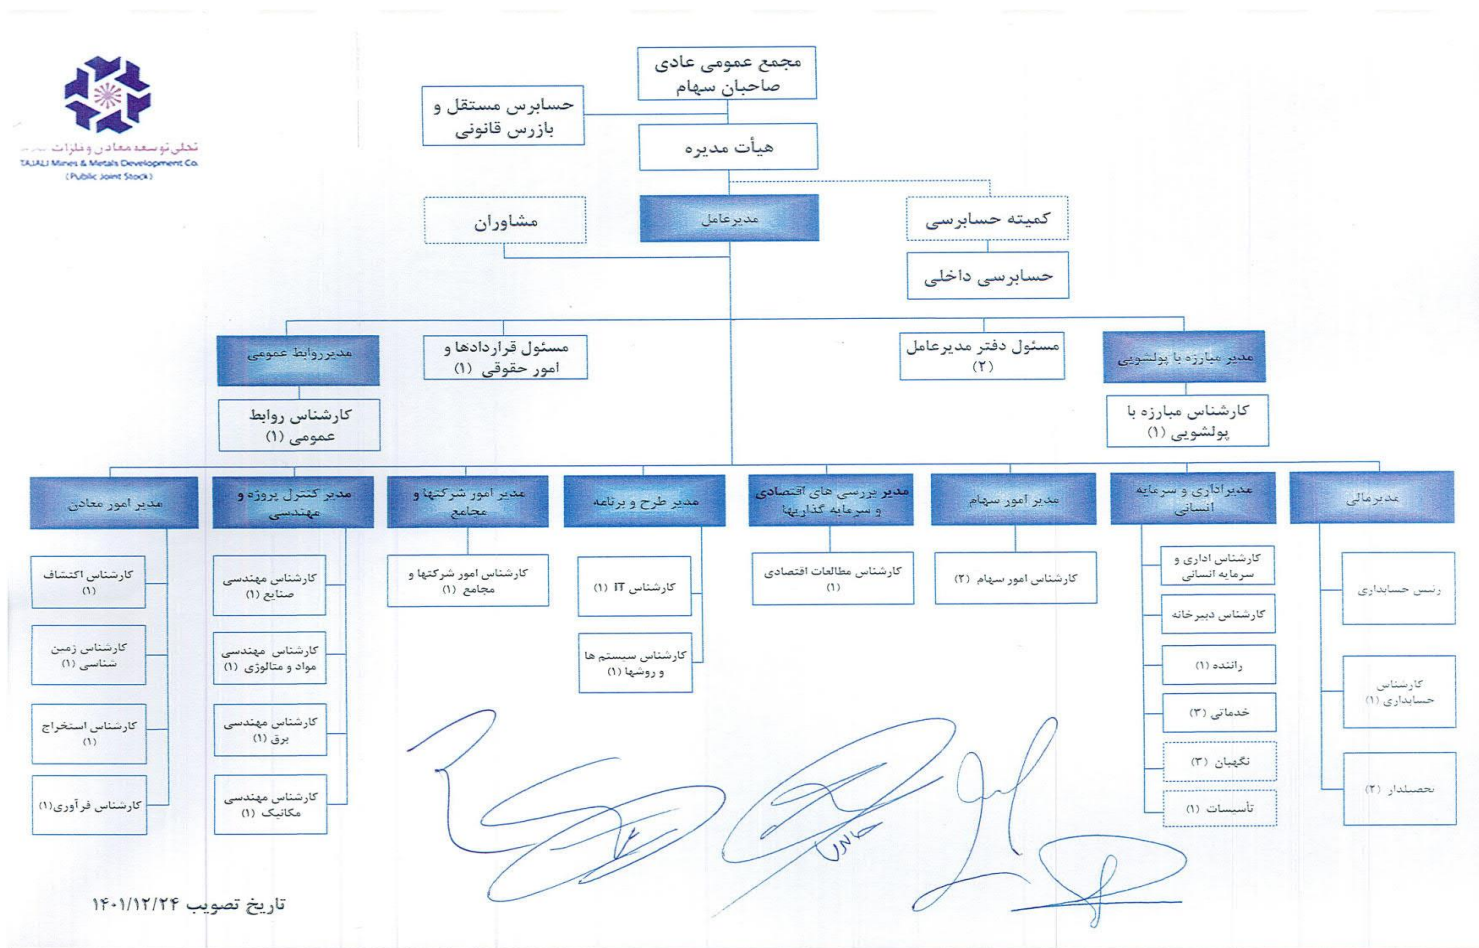 مجمع عمومی عادی
صاحبان سهام
حسابرس مستقل و
بازرس قانونی
هیأت مدیره
تجلی توسعه معادن و فلزات
TAJALI Mines & Metals Development Co.
(Public Joint Stock)
کمیته حسابرسی
مدیرعامل
مشاوران
حسابرسی داخلی
مدیر مبارزه با پولشویی
مسئول دفتر مدیرعامل
(۲)
مسئول قراردادها و
امور حقوقی (۱)
مدیرروابط عمومی
کارشناس مبارزه با
پولشویی (۱)
کارشناس روابط
عمومی (۱)
مدیرمالی
مدیراداری و سرمایه
انسانی
مدیر امور سهام
مدیر بررسی های اقتصادی
و سرمایه گذاریها
مدیر طرح و برنامه
مدیر امور شرکتها و
مجامع
مدیر کنترل پروژه و
مهندسی
مدیر امور معادن
رئیس حسابداری
کارشناس
حسابداری (۱)
تحصیلدار (۲)
کارشناس اداری و
سرمایه انسانی
کارشناس دبیرخانه
راننده (۱)
خدماتی (۳)
نگهبان (۳)
تأسیسات (۱)
کارشناس امور سهام (۲)
کارشناس مطالعات اقتصادی
(۱)
کارشناس IT (۱)
کارشناس سیستم ها
و روشها (۱)
کارشناس امور شرکتها و
مجامع (۱)
کارشناس مهندسی
صنایع (۱)
کارشناس مهندسی
مواد و متالوژی (۱)
کارشناس مهندسی
برق (۱)
کارشناس مهندسی
مکانیک (۱)
کارشناس اکتشاف
(۱)
کارشناس زمین
شناسی (۱)
کارشناس استخراج
(۱)
کارشناس فرآوری(۱)
تاریخ تصویب ۱۴۰۱/۱۲/۲۴